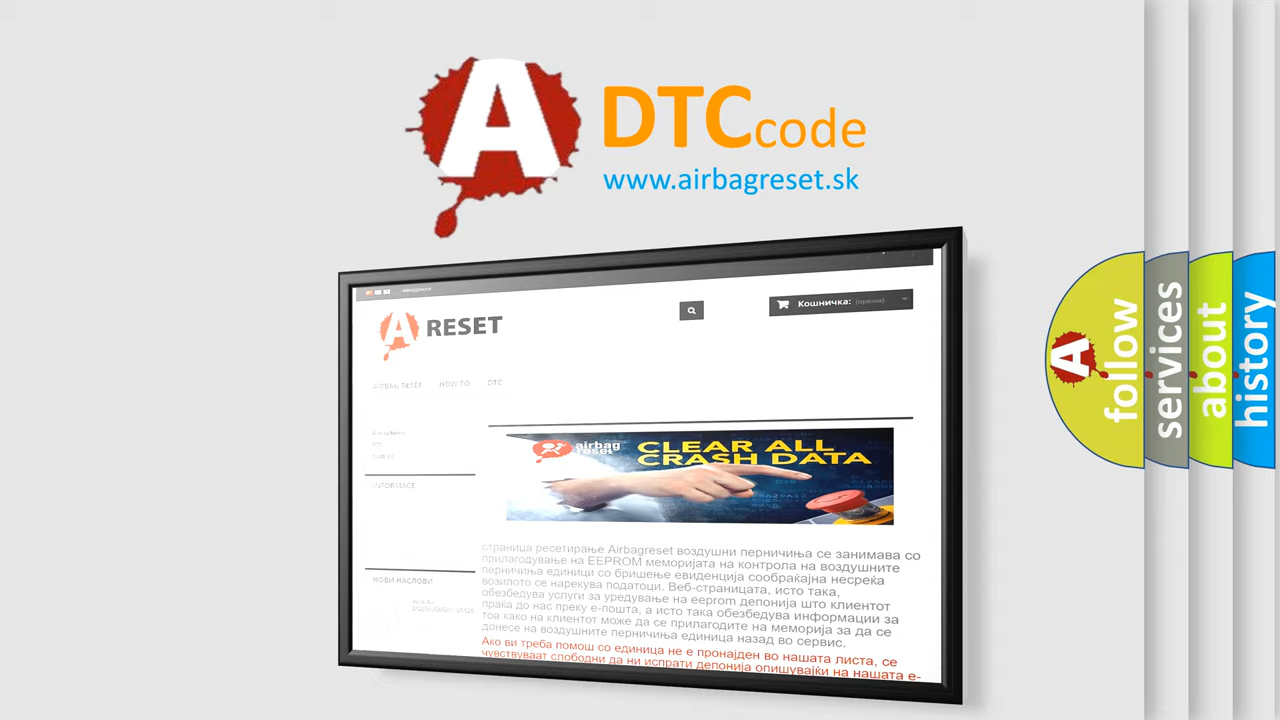 A
DTC code
www.airbagreset.sk
A RESET
Кошничка: (празни)
AIRBAG RESET HOW TO DTC
INFORMACE
НОВИ НАСЛОВИ
airbag
reset
CLEAR ALL
CRASH DATA
страница ресетирање Airbagreset воздушни перничиња се занимава со
прилагодување на EEPROM меморијата на контрола на воздушните
перничиња единици со бришење евиденција сообраќајна несреќа
возилото се нарекува податоци. Веб-страницата, исто така,
обезбедува услуги за уредување на eeprom депонија што клиентот
праќа до нас преку е-пошта, а исто така обезбедува информации за
тоа како на клиентот може да се прилагодите на меморија за да се
донесе на воздушните перничиња единица назад во сервис.
Ако ви треба помош со единица не е пронајден во нашата листа, се
чувствуваат слободни да ни испрати депонија опишувајќи на нашата е-
A
follow
services
about
history